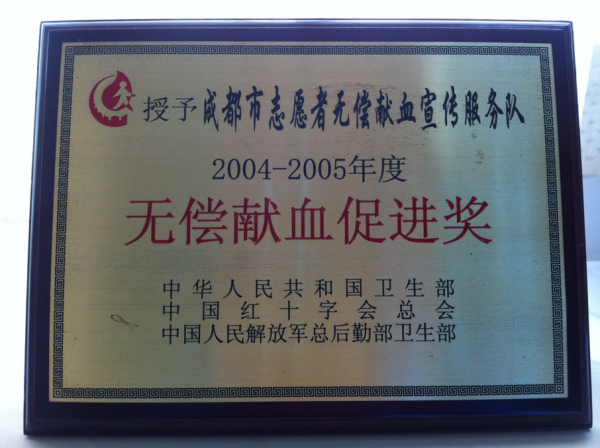 授予成都市志愿者无偿献血宣传服务队
2004-2005年度
无偿献血促进奖
中华人民共和国卫生部
中国红十字会总会
中国人民解放军总后勤部卫生部